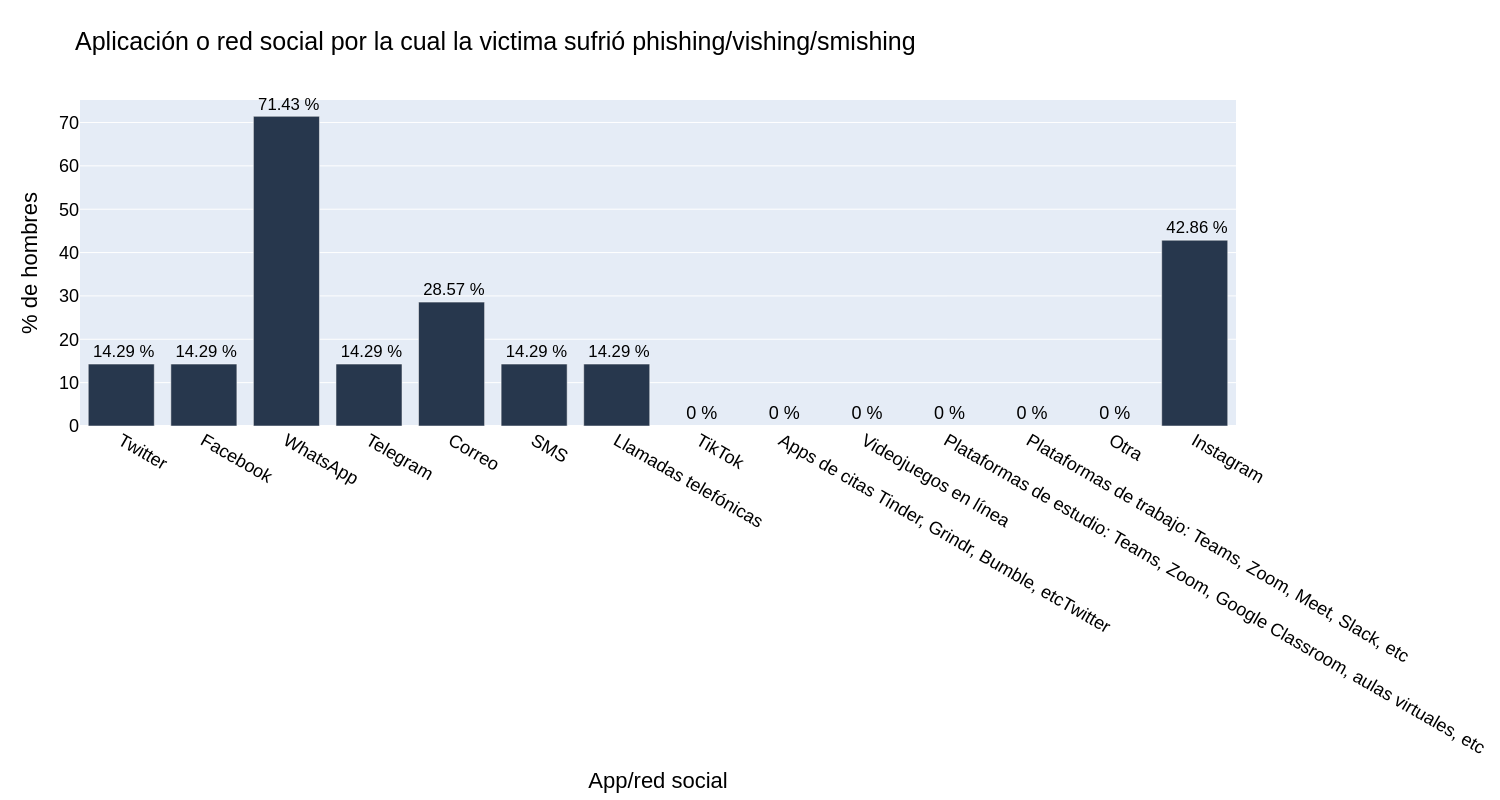 Aplicación o red social por la cual la victima sufrió phishing/vishing/smishing
% de hombres
70
60
50
40
30
20
10
0
14.29 %
14.29 %
71.43 %
14.29 %
28.57 %
14.29 %
14.29 %
0 %
0 %
0 %
0 %
0 %
0 %
42.86 %
Twitter
Facebook
WhatsApp
Telegram
Correo
SMS
Llamadas telefónicas
TikTok
Apps de citas Tinder, Grindr, Bumble, etcTwitter
Videojuegos en línea
Plataformas de estudio: Teams, Zoom, Google Classroom, aulas virtuales, etc
Plataformas de trabajo: Teams, Zoom, Meet, Slack, etc
Otra
Instagram
App/red social